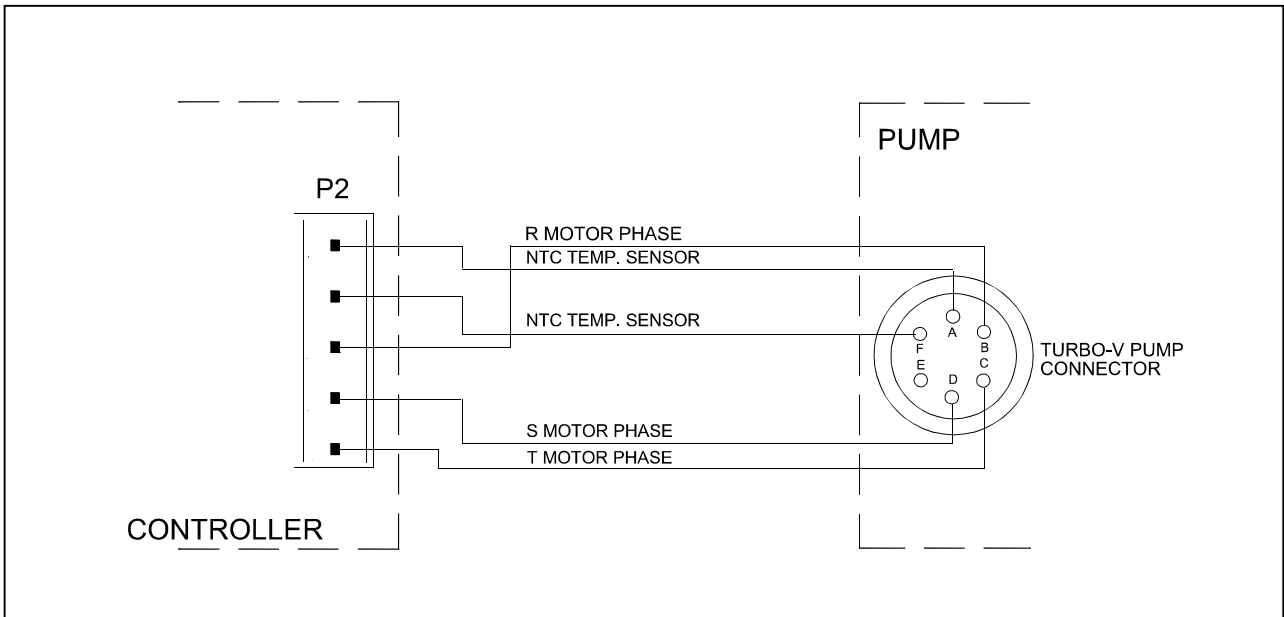 PUMP
P2
R MOTOR PHASE
NTC TEMP. SENSOR
NTC TEMP. SENSOR
A
F
B
E
C
D
TURBO-V PUMP
CONNECTOR
S MOTOR PHASE
T MOTOR PHASE
CONTROLLER